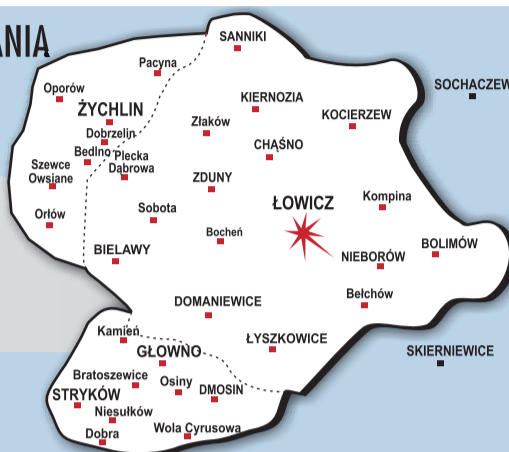 ANIA
SANNIKI
Pacyna
SOCHACZEW
Oporów
KIERNOZIA
ŻYCHLIN
KOCIERZEW
Złaków
Dobrzelin
CHĄŚNO
Bedlno
Plecka
Dąbrowa
Szewce
Owsiane
ZDUNY
ŁOWICZ
Kompina
Orłów
Sobota
Bocheń
BOLIMÓW
BIELAWY
NIEBORÓW
Bełchów
DOMANIEWICE
Kamień
ŁYSZKOWICE
GŁOWNO
SKIERNIEWICE
Bratoszewice
Osiny
DMOSIN
STRYKÓW
Niesułków
Wola Cyrusowa
Dobra